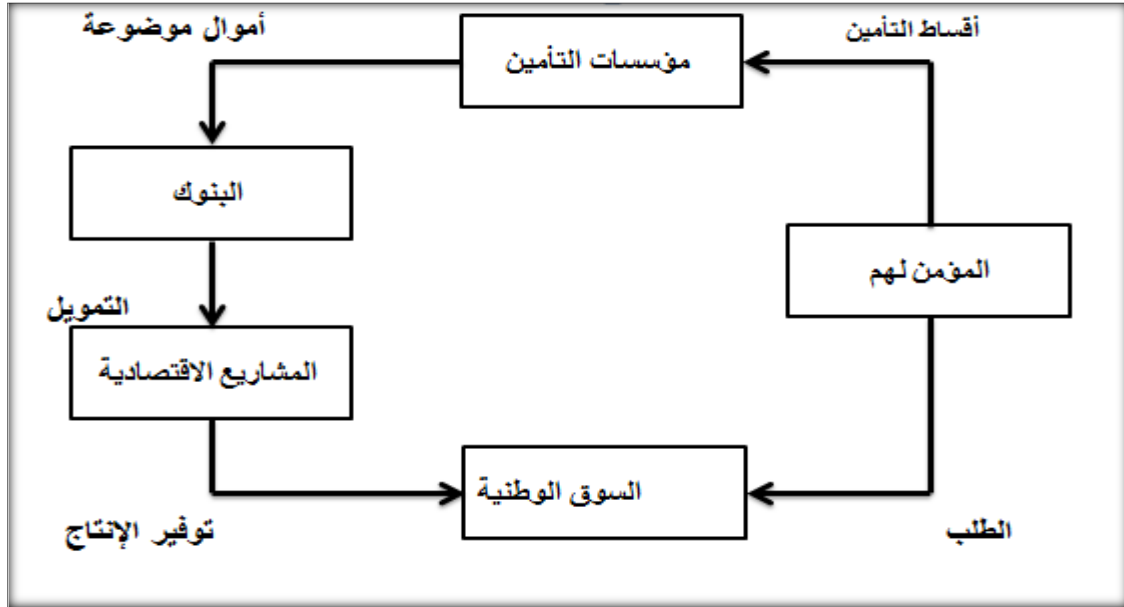 أقساط التأمين
مؤسسات التأمين
أموال موضوعة
البنوك
المؤمن لهم
التمويل
المشاريع الاقتصادية
السوق الوطنية
الطلب
توفير الإنتاج